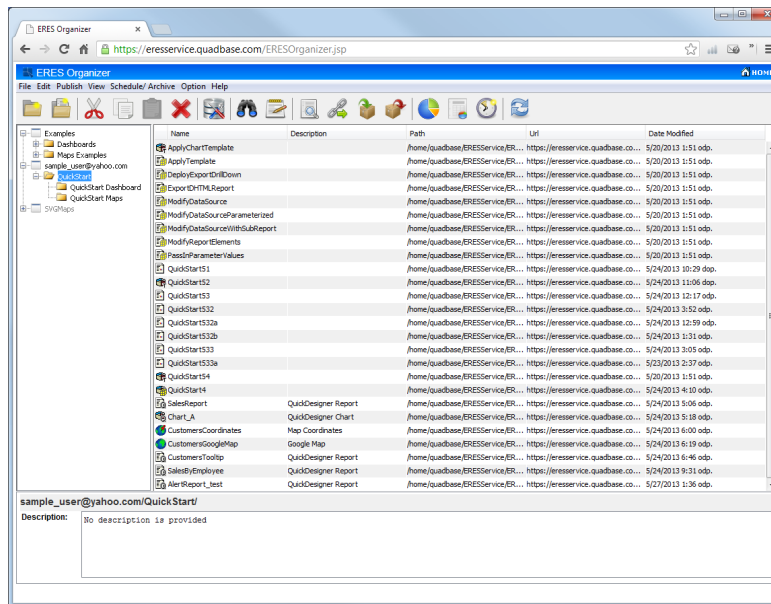 ERES Organizer
https://eresservice.quadbase.com/ERESOrganizer.jsp
ERES Organizer HOME
File Edit Publish View Schedule/ Archive Option Help
Examples
Dashboards
Maps Examples
sample_user@yahoo.com
QuickStart
QuickStart Dashboard
QuickStart Maps
SVGMaps
Name Description Path Url Date Modified
ApplyChartTemplate /home/quadbase/ERESService/ER... https://eresservice.quadbase.co... 5/20/2013 1:51 odp.
ApplyTemplate /home/quadbase/ERESService/ER... https://eresservice.quadbase.co... 5/20/2013 1:51 odp.
DeployExportDrillDown /home/quadbase/ERESService/ER... https://eresservice.quadbase.co... 5/20/2013 1:51 odp.
ExportDHTMLReport /home/quadbase/ERESService/ER... https://eresservice.quadbase.co... 5/20/2013 1:51 odp.
ModifyDataSource /home/quadbase/ERESService/ER... https://eresservice.quadbase.co... 5/20/2013 1:51 odp.
ModifyDataSourceParameterized /home/quadbase/ERESService/ER... https://eresservice.quadbase.co... 5/20/2013 1:51 odp.
ModifyDataSourceWithSubReport /home/quadbase/ERESService/ER... https://eresservice.quadbase.co... 5/20/2013 1:51 odp.
ModifyReportElements /home/quadbase/ERESService/ER... https://eresservice.quadbase.co... 5/20/2013 1:51 odp.
PassInParameterValues /home/quadbase/ERESService/ER... https://eresservice.quadbase.co... 5/20/2013 1:51 odp.
QuickStart51 /home/quadbase/ERESService/ER... https://eresservice.quadbase.co... 5/24/2013 10:29 dop.
QuickStart52 /home/quadbase/ERESService/ER... https://eresservice.quadbase.co... 5/24/2013 11:06 dop.
QuickStart53 /home/quadbase/ERESService/ER... https://eresservice.quadbase.co... 5/24/2013 12:17 odp.
QuickStart532 /home/quadbase/ERESService/ER... https://eresservice.quadbase.co... 5/24/2013 3:52 odp.
QuickStart532a /home/quadbase/ERESService/ER... https://eresservice.quadbase.co... 5/24/2013 12:59 odp.
QuickStart532b /home/quadbase/ERESService/ER... https://eresservice.quadbase.co... 5/24/2013 1:31 odp.
QuickStart533 /home/quadbase/ERESService/ER... https://eresservice.quadbase.co... 5/24/2013 3:05 odp.
QuickStart533a /home/quadbase/ERESService/ER... https://eresservice.quadbase.co... 5/23/2013 2:37 odp.
QuickStart54 /home/quadbase/ERESService/ER... https://eresservice.quadbase.co... 5/20/2013 1:51 odp.
QuickStart4 /home/quadbase/ERESService/ER... https://eresservice.quadbase.co... 5/24/2013 4:10 odp.
SalesReport QuickDesigner Report /home/quadbase/ERESService/ER... https://eresservice.quadbase.co... 5/24/2013 5:06 odp.
Chart_A QuickDesigner Chart /home/quadbase/ERESService/ER... https://eresservice.quadbase.co... 5/24/2013 5:18 odp.
CustomersCoordinates Map Coordinates /home/quadbase/ERESService/ER... https://eresservice.quadbase.co... 5/24/2013 6:00 odp.
CustomersGoogleMap Google Map /home/quadbase/ERESService/ER... https://eresservice.quadbase.co... 5/24/2013 6:19 odp.
CustomersTooltip QuickDesigner Report /home/quadbase/ERESService/ER... https://eresservice.quadbase.co... 5/24/2013 6:46 odp.
SalesByEmployee QuickDesigner Report /home/quadbase/ERESService/ER... https://eresservice.quadbase.co... 5/24/2013 9:31 odp.
AlertReport_test QuickDesigner Report /home/quadbase/ERESService/ER... https://eresservice.quadbase.co... 5/27/2013 1:36 odp.
sample_user@yahoo.com/QuickStart/
Description: No description is provided